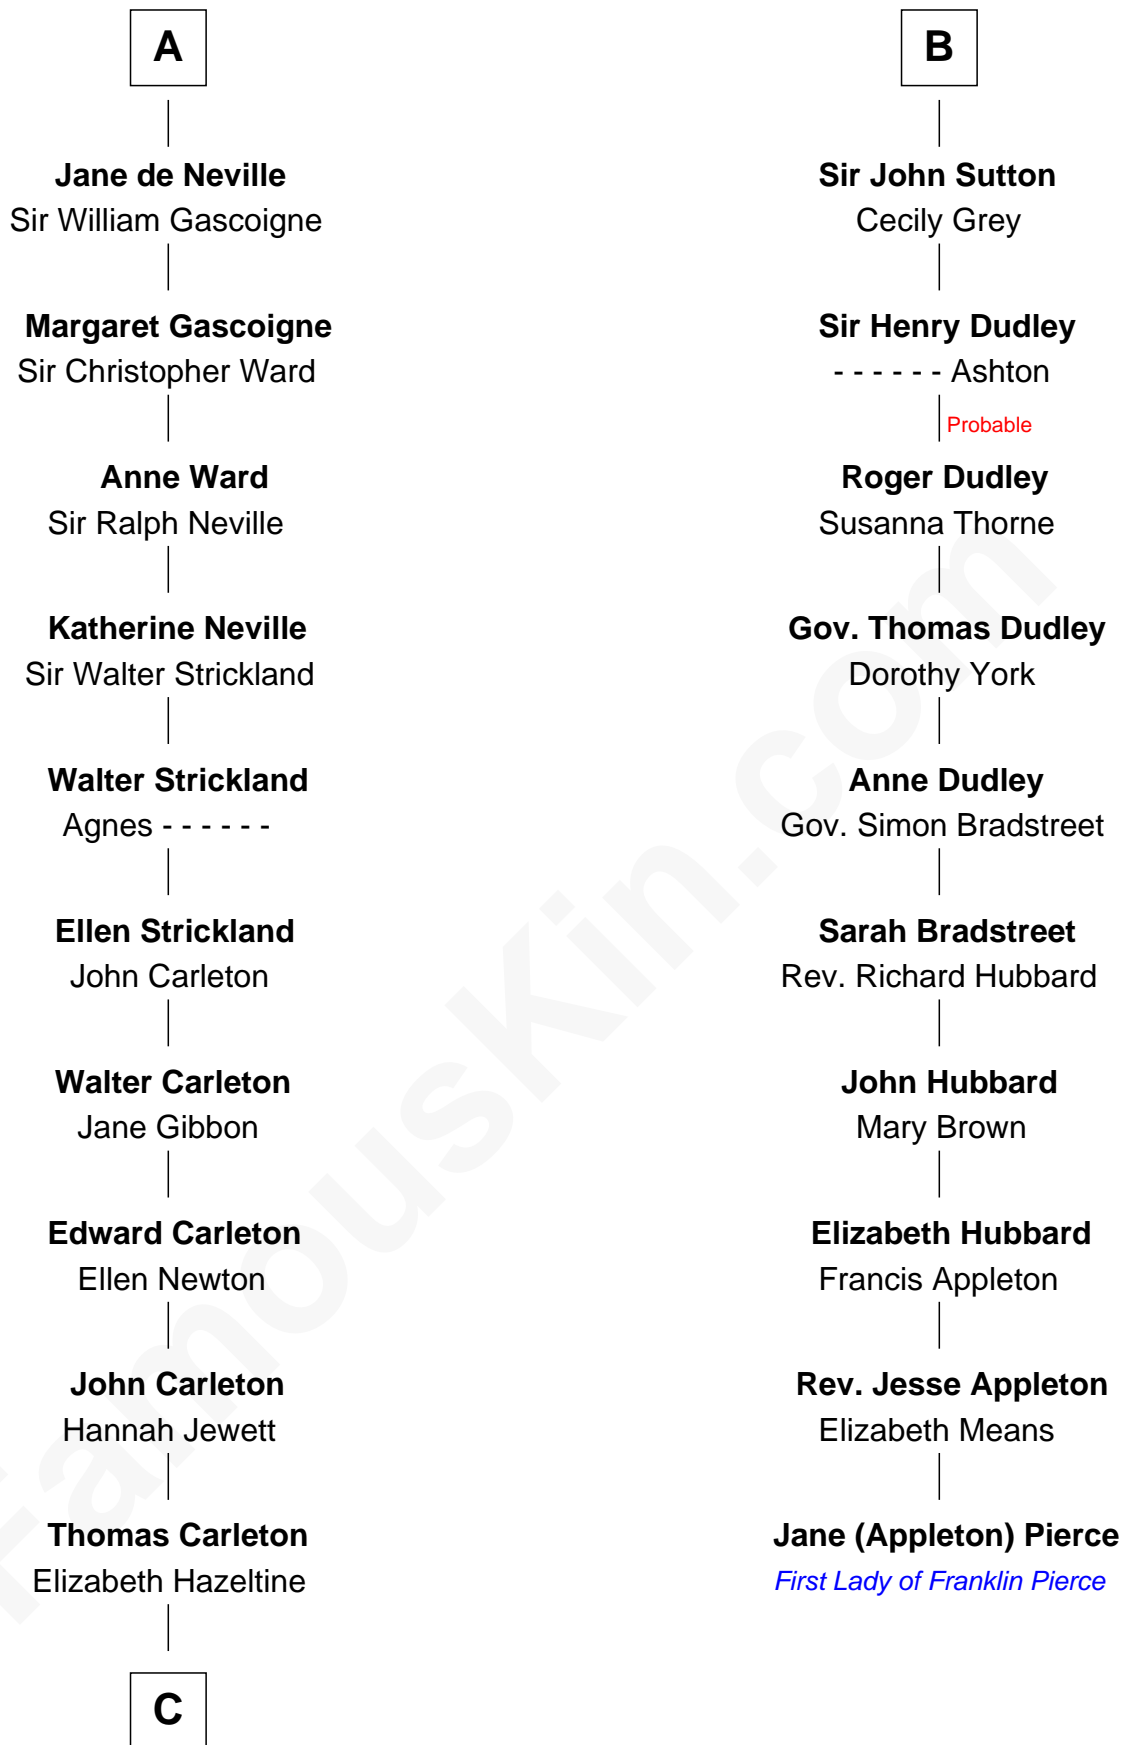 A
Jane de Neville
Sir William Gascoigne
Margaret Gascoigne
Sir Christopher Ward
Anne Ward
Sir Ralph Neville
Katherine Neville
Sir Walter Strickland
Walter Strickland
Agnes - - - - - -
Ellen Strickland
John Carleton
Walter Carleton
Jane Gibbon
Edward Carleton
Ellen Newton
John Carleton
Hannah Jewett
Thomas Carleton
Elizabeth Hazeltine
C
B
Sir John Sutton
Cecily Grey
Sir Henry Dudley
- - - - - - Ashton
Probable
Roger Dudley
Susanna Thorne
Gov. Thomas Dudley
Dorothy York
Anne Dudley
Gov. Simon Bradstreet
Sarah Bradstreet
Rev. Richard Hubbard
John Hubbard
Mary Brown
Elizabeth Hubbard
Francis Appleton
Rev. Jesse Appleton
Elizabeth Means
Jane (Appleton) Pierce
First Lady of Franklin Pierce
FamousKin.com